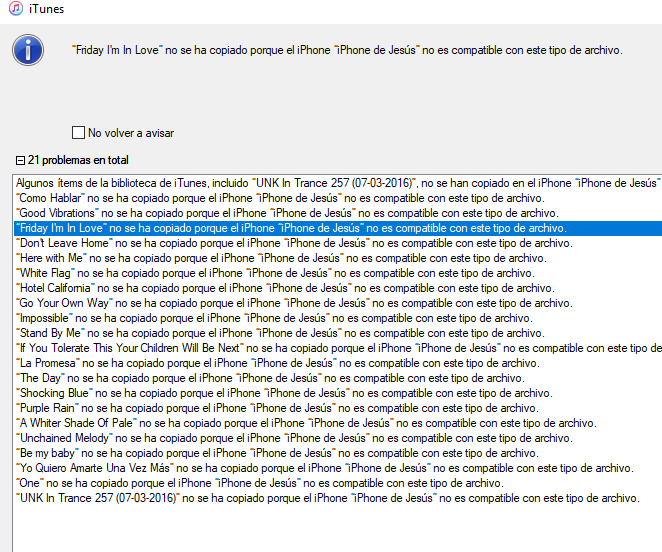 iTunes
"Friday I'm In Love" no se ha copiado porque el iPhone "iPhone de Jesús" no es compatible con este tipo de archivo.
No volver a avisar
21 problemas en total
Algunos ítems de la biblioteca de iTunes, incluido "UNK In Trance 257 (07-03-2016)", no se han copiado en el iPhone "iPhone de Jesús"
"Como Hablar" no se ha copiado porque el iPhone "iPhone de Jesús" no es compatible con este tipo de archivo.
"Good Vibrations" no se ha copiado porque el iPhone "iPhone de Jesús" no es compatible con este tipo de archivo.
"Friday I'm In Love" no se ha copiado porque el iPhone "iPhone de Jesús" no es compatible con este tipo de archivo.
"Don't Leave Home" no se ha copiado porque el iPhone "iPhone de Jesús" no es compatible con este tipo de archivo.
"Here with Me" no se ha copiado porque el iPhone "iPhone de Jesús" no es compatible con este tipo de archivo.
"White Flag" no se ha copiado porque el iPhone "iPhone de Jesús" no es compatible con este tipo de archivo.
"Hotel California" no se ha copiado porque el iPhone "iPhone de Jesús" no es compatible con este tipo de archivo.
"Go Your Own Way" no se ha copiado porque el iPhone "iPhone de Jesús" no es compatible con este tipo de archivo.
"Impossible" no se ha copiado porque el iPhone "iPhone de Jesús" no es compatible con este tipo de archivo.
"Stand By Me" no se ha copiado porque el iPhone "iPhone de Jesús" no es compatible con este tipo de archivo.
"If You Tolerate This Your Children Will Be Next" no se ha copiado porque el iPhone "iPhone de Jesús" no es compatible con este tipo de
"La Promesa" no se ha copiado porque el iPhone "iPhone de Jesús" no es compatible con este tipo de archivo.
"The Day" no se ha copiado porque el iPhone "iPhone de Jesús" no es compatible con este tipo de archivo.
"Shocking Blue" no se ha copiado porque el iPhone "iPhone de Jesús" no es compatible con este tipo de archivo.
"Purple Rain" no se ha copiado porque el iPhone "iPhone de Jesús" no es compatible con este tipo de archivo.
"A Whiter Shade Of Pale" no se ha copiado porque el iPhone "iPhone de Jesús" no es compatible con este tipo de archivo.
"Unchained Melody" no se ha copiado porque el iPhone "iPhone de Jesús" no es compatible con este tipo de archivo.
"Be my baby" no se ha copiado porque el iPhone "iPhone de Jesús" no es compatible con este tipo de archivo.
"Yo Quiero Amarte Una Vez Más" no se ha copiado porque el iPhone "iPhone de Jesús" no es compatible con este tipo de archivo.
"One" no se ha copiado porque el iPhone "iPhone de Jesús" no es compatible con este tipo de archivo.
"UNK In Trance 257 (07-03-2016)" no se ha copiado porque el iPhone "iPhone de Jesús" no es compatible con este tipo de archivo.